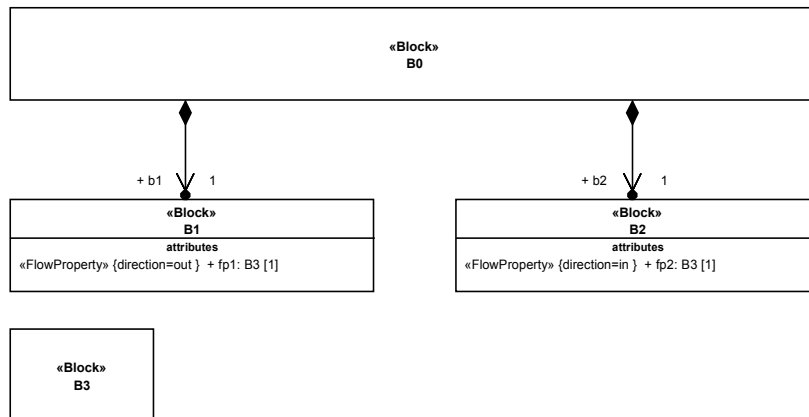 «Block»
B0
+ b1 1
+ b2 1
«Block»
B1
attributes
«FlowProperty» {direction=out } + fp1: B3 [1]
«Block»
B2
attributes
«FlowProperty» {direction=in } + fp2: B3 [1]
«Block»
B3